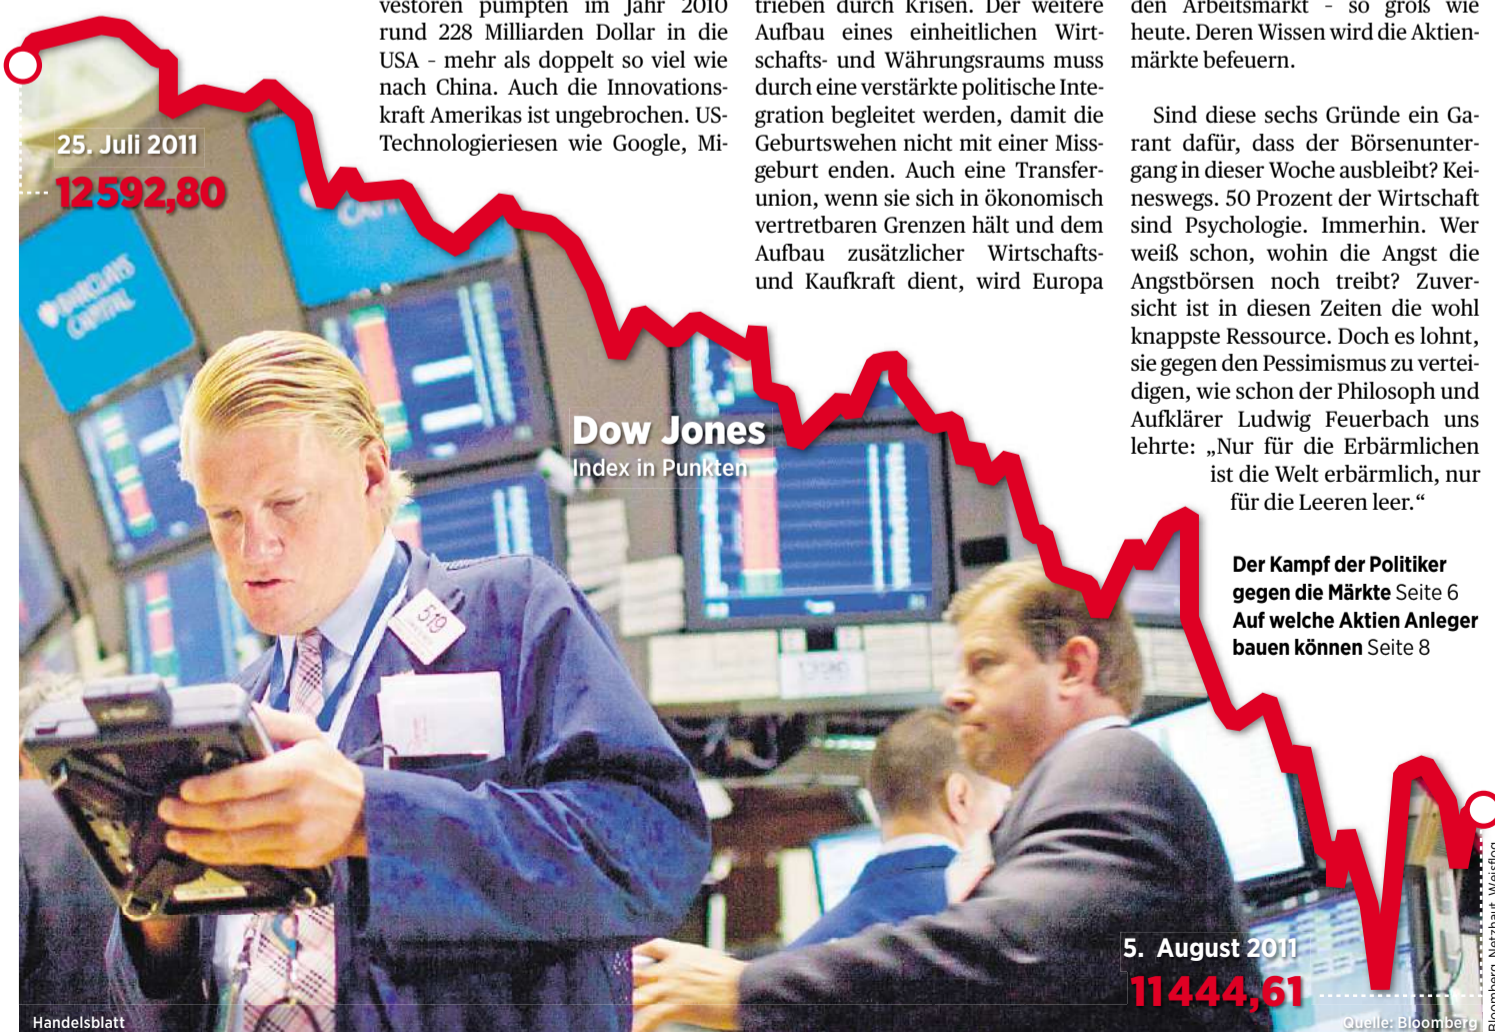 vestoren pumpten im Jahr 2010
rund 228 Milliarden Dollar in die
USA – mehr als doppelt so viel wie
nach China. Auch die Innovations-
kraft Amerikas ist ungebrochen. US-
Technologieriesen wie Google, Mi-
trieben durch Krisen. Der weitere
Aufbau eines einheitlichen Wirt-
schafts- und Währungsraums muss
durch eine verstärkte politische Inte-
gration begleitet werden, damit die
Geburtswehen nicht mit einer Miss-
geburt enden. Auch eine Transfer-
union, wenn sie sich in ökonomisch
vertretbaren Grenzen hält und dem
Aufbau zusätzlicher Wirtschafts-
und Kaufkraft dient, wird Europa
den Arbeitsmarkt – so groß wie
heute. Deren Wissen wird die Aktien-
märkte befeuern.
Sind diese sechs Gründe ein Ga-
rant dafür, dass der Börsenunter-
gang in dieser Woche ausbleibt? Kei-
neswegs. 50 Prozent der Wirtschaft
sind Psychologie. Immerhin. Wer
weiß schon, wohin die Angst die
Angstbörsen noch treibt? Zuver-
sicht ist in diesen Zeiten die wohl
knappste Ressource. Doch es lohnt,
sie gegen den Pessimismus zu vertei-
digen, wie schon der Philosoph und
Aufklärer Ludwig Feuerbach uns
lehrte: „Nur für die Erbärmlichen
ist die Welt erbärmlich, nur
für die Leeren leer.“
Der Kampf der Politiker
gegen die Märkte Seite 6
Auf welche Aktien Anleger
bauen können Seite 8
25. Juli 2011
12592,80
BARCLAYS
CAPITAL
Dow Jones
Index in Punkten
519
5. August 2011
11444,61
Handelsblatt
Quelle: Bloomberg
Bloomberg, Netzhaut, Weisflog